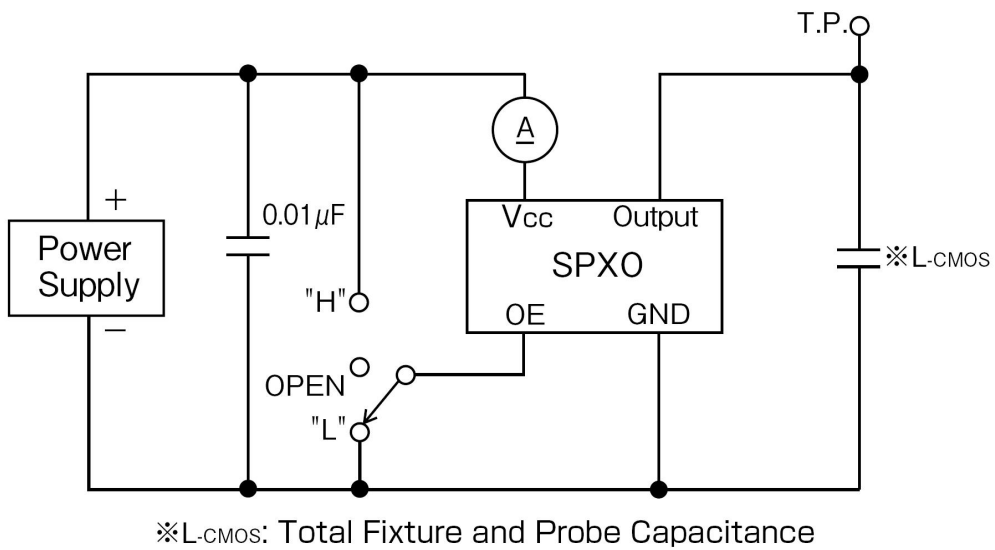 T.P.
A
+
0.01μF
Vcc
Output
Power
Supply
SPXO
※L-CMOS
"H"
OE
GND
−
OPEN
"L"
※L-CMOS: Total Fixture and Probe Capacitance